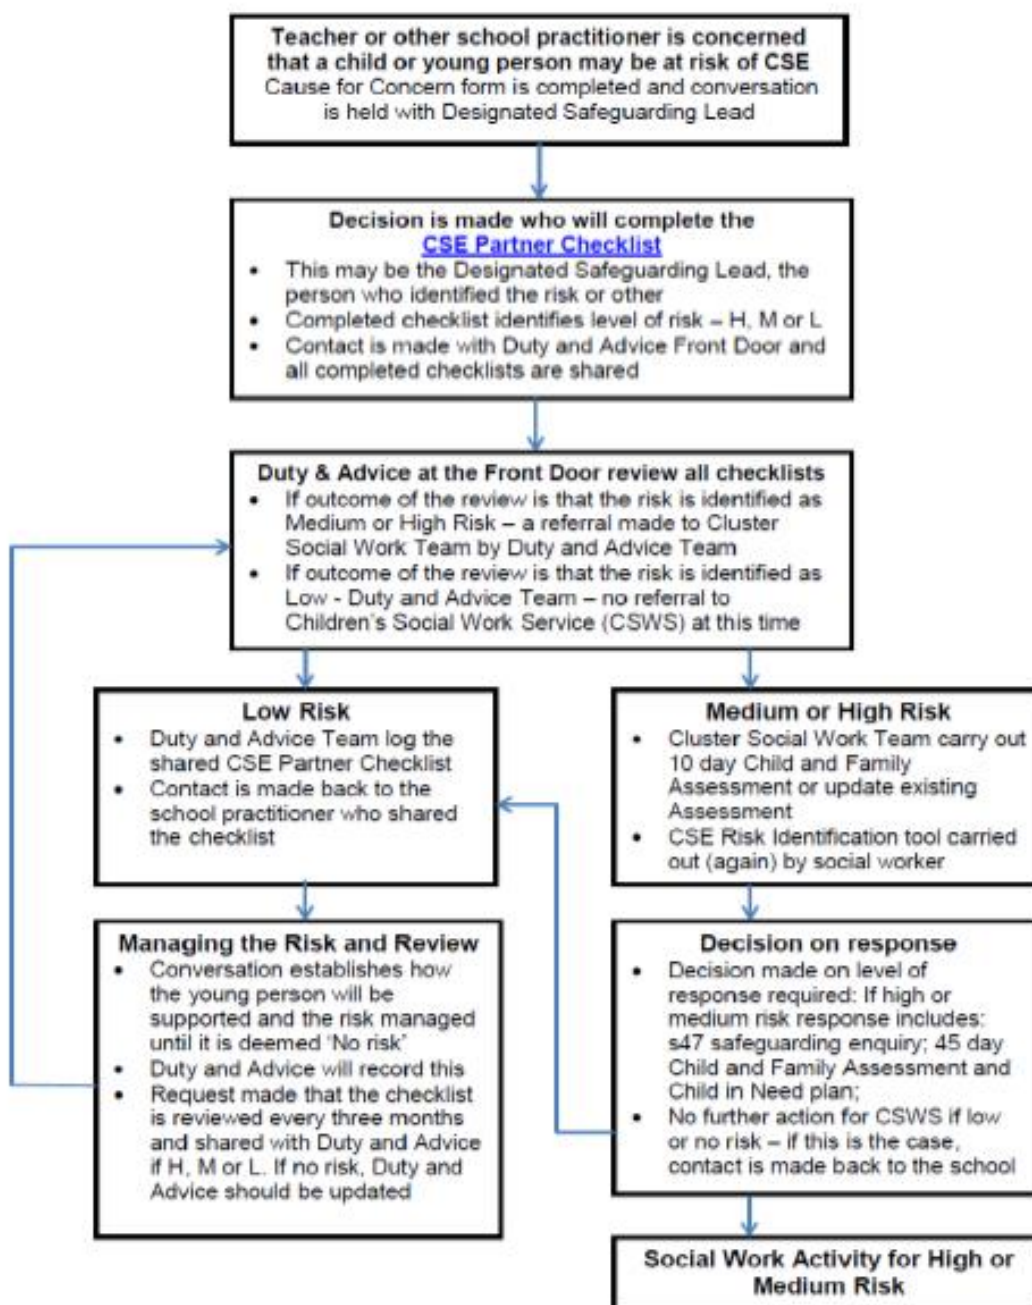 Teacher or other school practitioner is concerned
that a child or young person may be at risk of CSE
Cause for Concern form is completed and conversation
is held with Designated Safeguarding Lead
Decision is made who will complete the
CSE Partner Checklist
• This may be the Designated Safeguarding Lead, the
person who identified the risk or other
• Completed checklist identifies level of risk – H, M or L
• Contact is made with Duty and Advice Front Door and
all completed checklists are shared
Duty & Advice at the Front Door review all checklists
• If outcome of the review is that the risk is identified as
Medium or High Risk – a referral made to Cluster
Social Work Team by Duty and Advice Team
• If outcome of the review is that the risk is identified as
Low - Duty and Advice Team – no referral to
Children's Social Work Service (CSWS) at this time
Low Risk
• Duty and Advice Team log the
shared CSE Partner Checklist
• Contact is made back to the
school practitioner who shared
the checklist
Medium or High Risk
• Cluster Social Work Team carry out
10 day Child and Family
Assessment or update existing
Assessment
• CSE Risk Identification tool carried
out (again) by social worker
Managing the Risk and Review
• Conversation establishes how
the young person will be
supported and the risk managed
until it is deemed 'No risk'
• Duty and Advice will record this
• Request made that the checklist
is reviewed every three months
and shared with Duty and Advice
if H, M or L. If no risk, Duty and
Advice should be updated
Decision on response
• Decision made on level of
response required: If high or
medium risk response includes:
s47 safeguarding enquiry; 45 day
Child and Family Assessment and
Child in Need plan;
• No further action for CSWS if low
or no risk – if this is the case,
contact is made back to the school
Social Work Activity for High or
Medium Risk